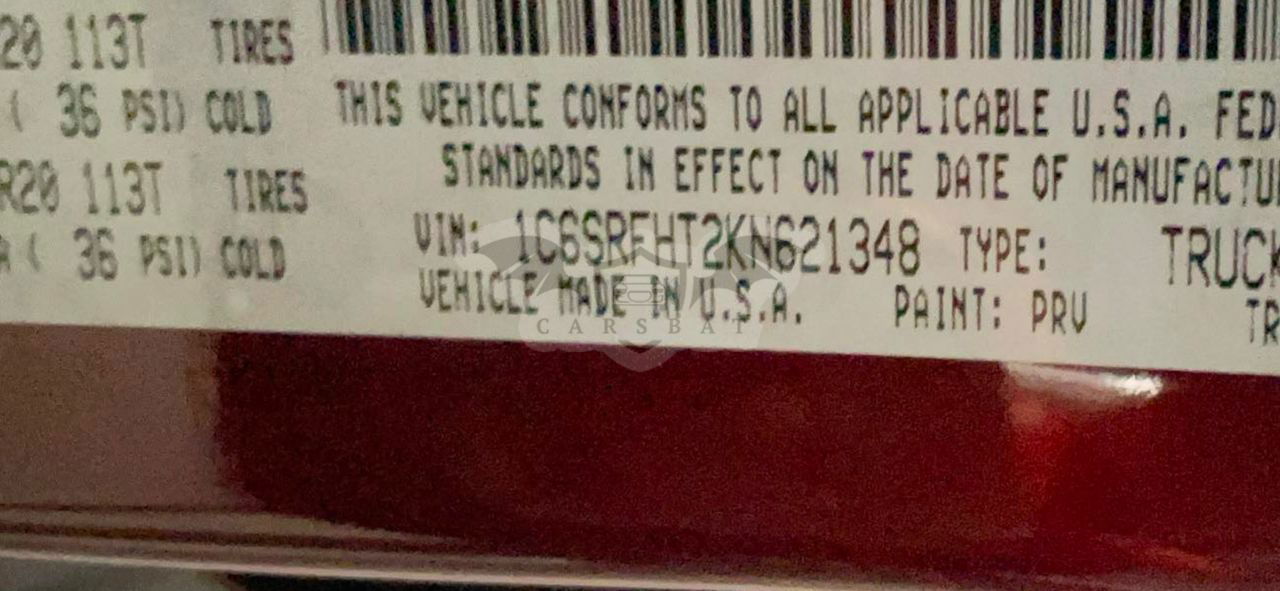 20 113T TIRES
( 36 PSI) COLD
R20 113T TIRES
( 36 PSI) COLD
THIS VEHICLE CONFORMS TO ALL APPLICABLE U.S.A. FED
STANDARDS IN EFFECT ON THE DATE OF MANUFACTU
VIN: 1C6SRFHT2KN621348 TYPE: TRUCK
VEHICLE MADE IN U.S.A. PAINT: PRV TR
CARSBAT